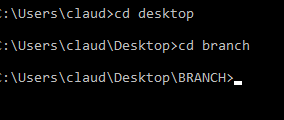 C:\Users\claud>cd desktop
C:\Users\claud\Desktop>cd branch
C:\Users\claud\Desktop\BRANCH>